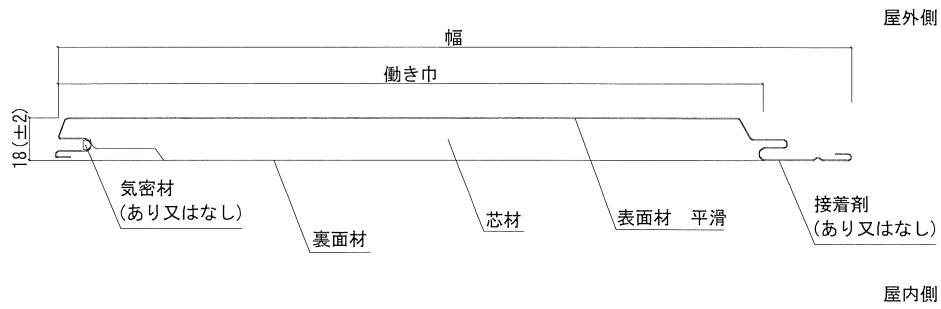 屋外側
幅
働き巾
18(±2)
気密材
(あり又はなし)
裏面材
芯材
表面材 平滑
接着剤
(あり又はなし)
屋内側